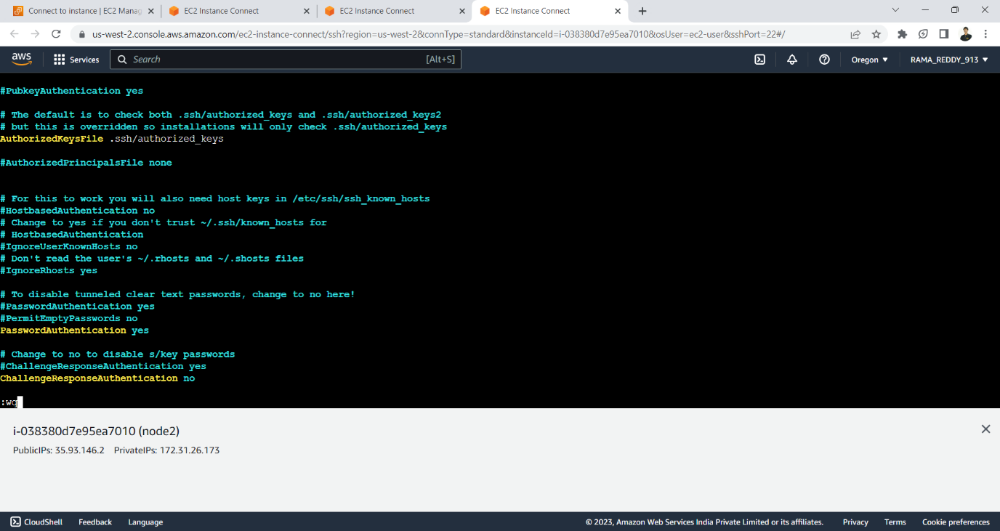 Connect to instance | EC2 Manag
EC2 Instance Connect
EC2 Instance Connect
EC2 Instance Connect
us-west-2.console.aws.amazon.com/ec2-instance-connect/ssh?region=us-west-2&connType=standard&instanceId=i-038380d7e95ea7010&osUser=ec2-user&sshPort=22#/
aws Services Search [Alt+S] Oregon RAMA_REDDY_913
#PubkeyAuthentication yes
# The default is to check both .ssh/authorized_keys and .ssh/authorized_keys2
# but this is overridden so installations will only check .ssh/authorized_keys
AuthorizedKeysFile .ssh/authorized_keys
#AuthorizedPrincipalsFile none
# For this to work you will also need host keys in /etc/ssh/ssh_known_hosts
#HostbasedAuthentication no
# Change to yes if you don't trust ~/.ssh/known_hosts for
# HostbasedAuthentication
#IgnoreUserKnownHosts no
# Don't read the user's ~/.rhosts and ~/.shosts files
#IgnoreRhosts yes
# To disable tunneled clear text passwords, change to no here!
#PasswordAuthentication yes
#PermitEmptyPasswords no
PasswordAuthentication yes
# Change to no to disable s/key passwords
#ChallengeResponseAuthentication yes
ChallengeResponseAuthentication no
:wq
i-038380d7e95ea7010 (node2)
PublicIPs: 35.93.146.2 PrivateIPs: 172.31.26.173
CloudShell Feedback Language © 2023, Amazon Web Services India Private Limited or its affiliates. Privacy Terms Cookie preferences